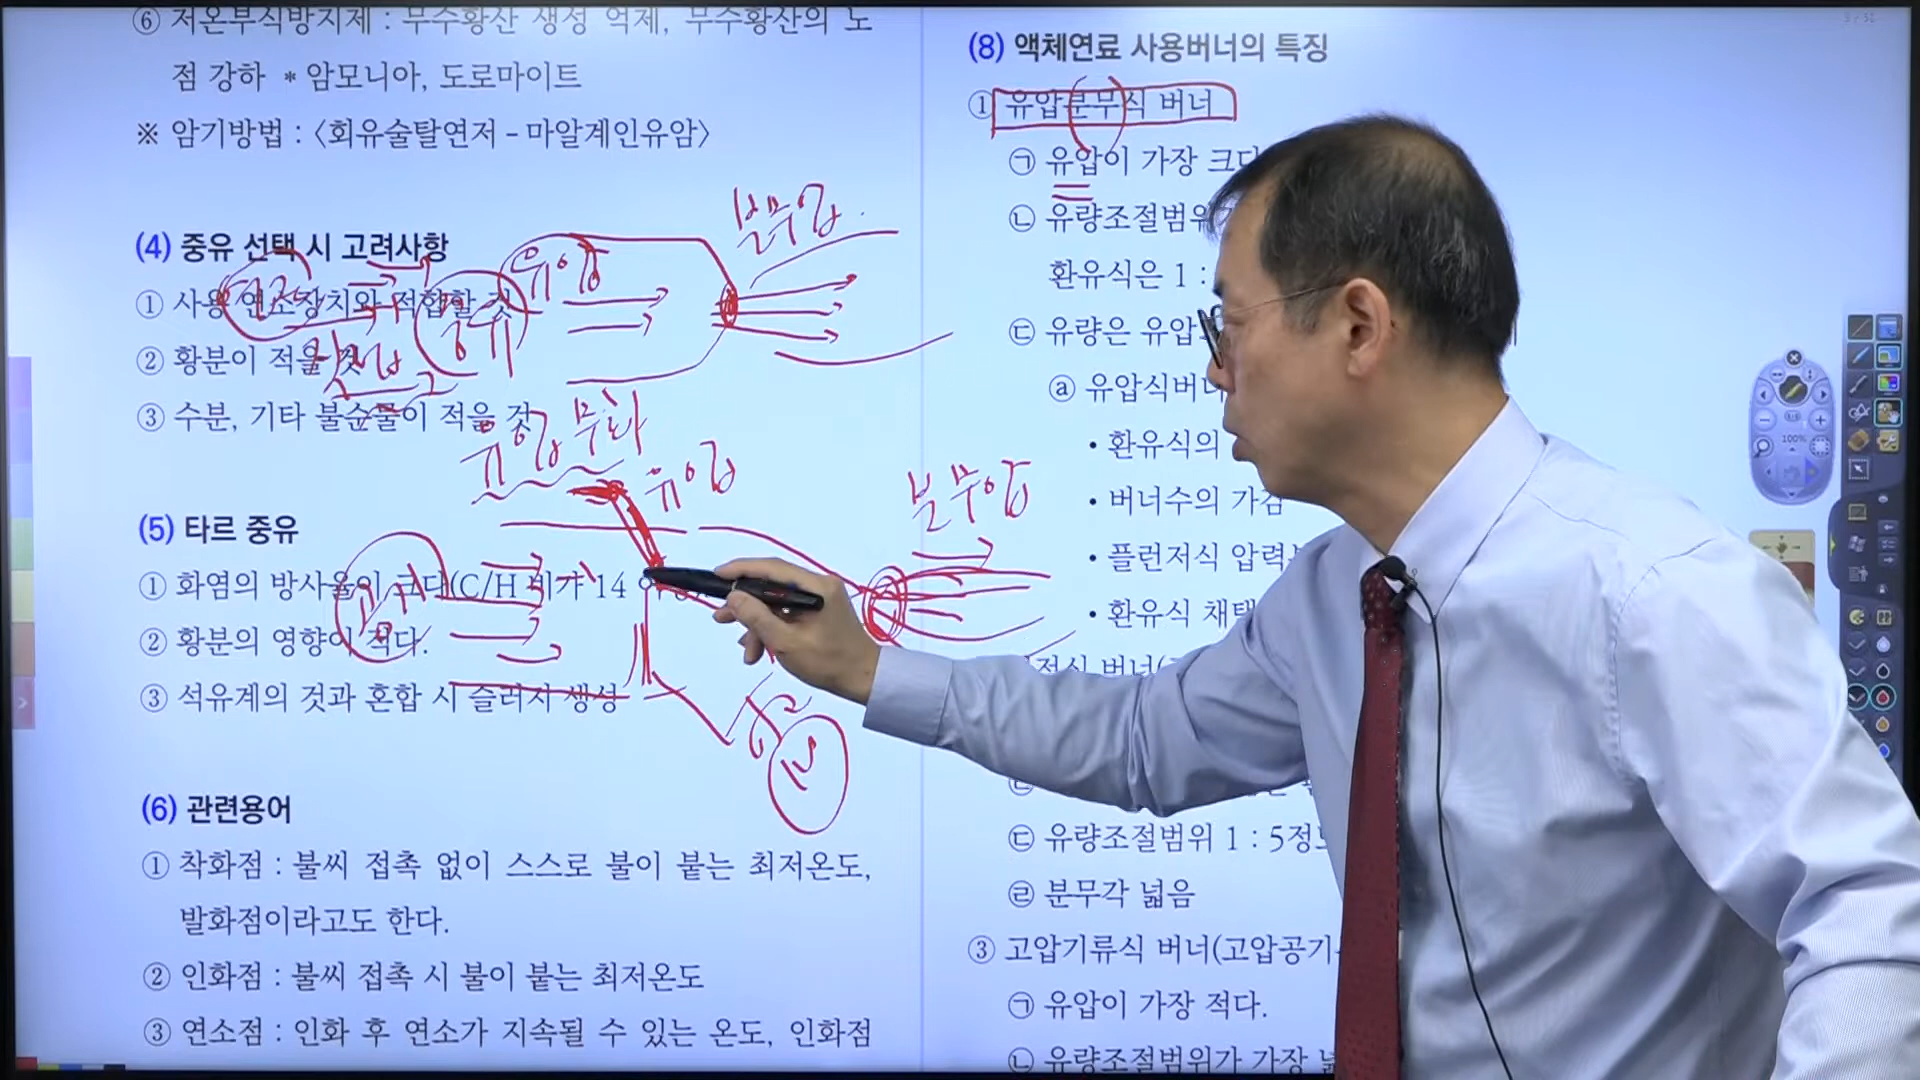 ⑥ 저온부식방지제 : 무수황산 생성 억제, 무수황산의 노
점 강하 * 암모니아, 도로마이트
※ 암기방법 : 〈회유술탈연저 – 마알계인유암〉
(4) 중유 선택 시 고려사항
① 사용 연소장치와 적합할 것
② 황분이 적을 것
③ 수분, 기타 불순물이 적을 것
(5) 타르 중유
① 화염의 방사율이 크다(C/H 비가 14
② 황분의 영향이 적다.
③ 석유계의 것과 혼합 시 슬러지 생성
(6) 관련용어
① 착화점 : 불씨 접촉 없이 스스로 불이 붙는 최저온도,
발화점이라고도 한다.
② 인화점 : 불씨 접촉 시 불이 붙는 최저온도
③ 연소점 : 인화 후 연소가 지속될 수 있는 온도, 인화점
유압
분무압
중유
유압 무화
유압
분무압
(8) 액체연료 사용버너의 특징
① 유압분무식 버너
㉠ 유압이 가장 크다
㉡ 유량조절범위
환유식은 1 :
㉢ 유량은 유압
ⓐ 유압식버너
• 환유식의
• 버너수의 가감
• 플런저식 압력
• 환유식 채택
㉢ 유량조절범위 1 : 5정도
㉣ 분무각 넓음
③ 고압기류식 버너(고압공기
㉠ 유압이 가장 적다.
㉡ 유량조절범위가 가장
100%